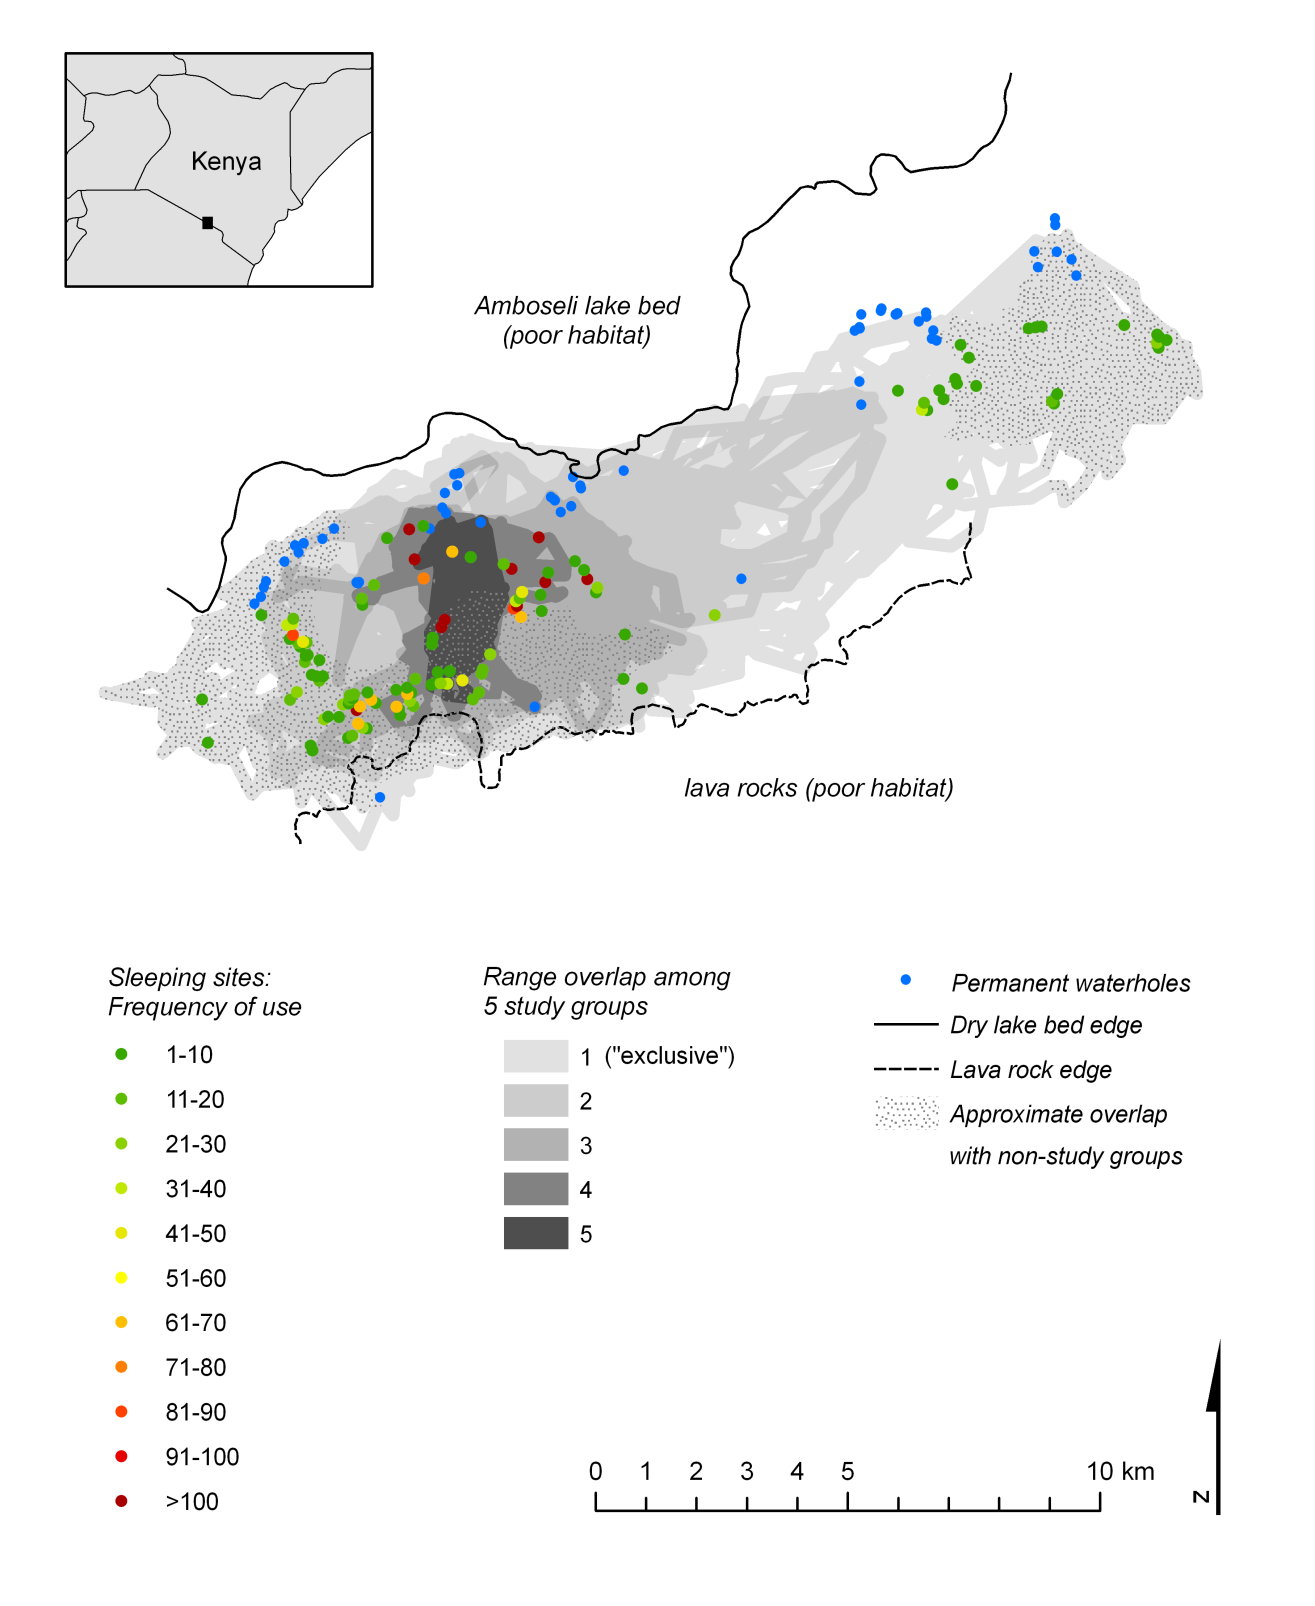 Kenya
Amboseli lake bed
(poor habitat)
lava rocks (poor habitat)
Sleeping sites:
Frequency of use
1-10
11-20
21-30
31-40
41-50
51-60
61-70
71-80
81-90
91-100
>100
Range overlap among
5 study groups
1 ("exclusive")
2
3
4
5
Permanent waterholes
Dry lake bed edge
Lava rock edge
Approximate overlap
with non-study groups
0 1 2 3 4 5 10 km
N